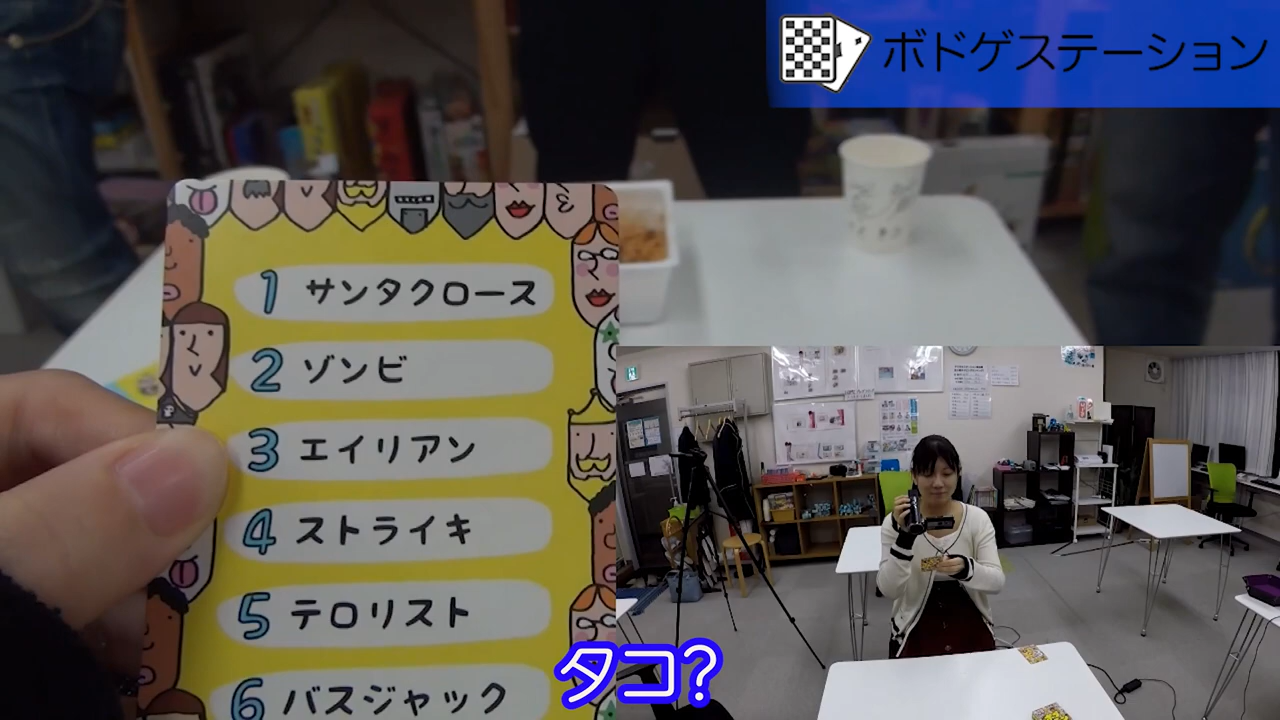 ボドゲステーション
1 サンタクロース
2 ゾンビ
3 エイリアン
4 ストライキ
5 テロリスト
6 バスジャック
タコ?